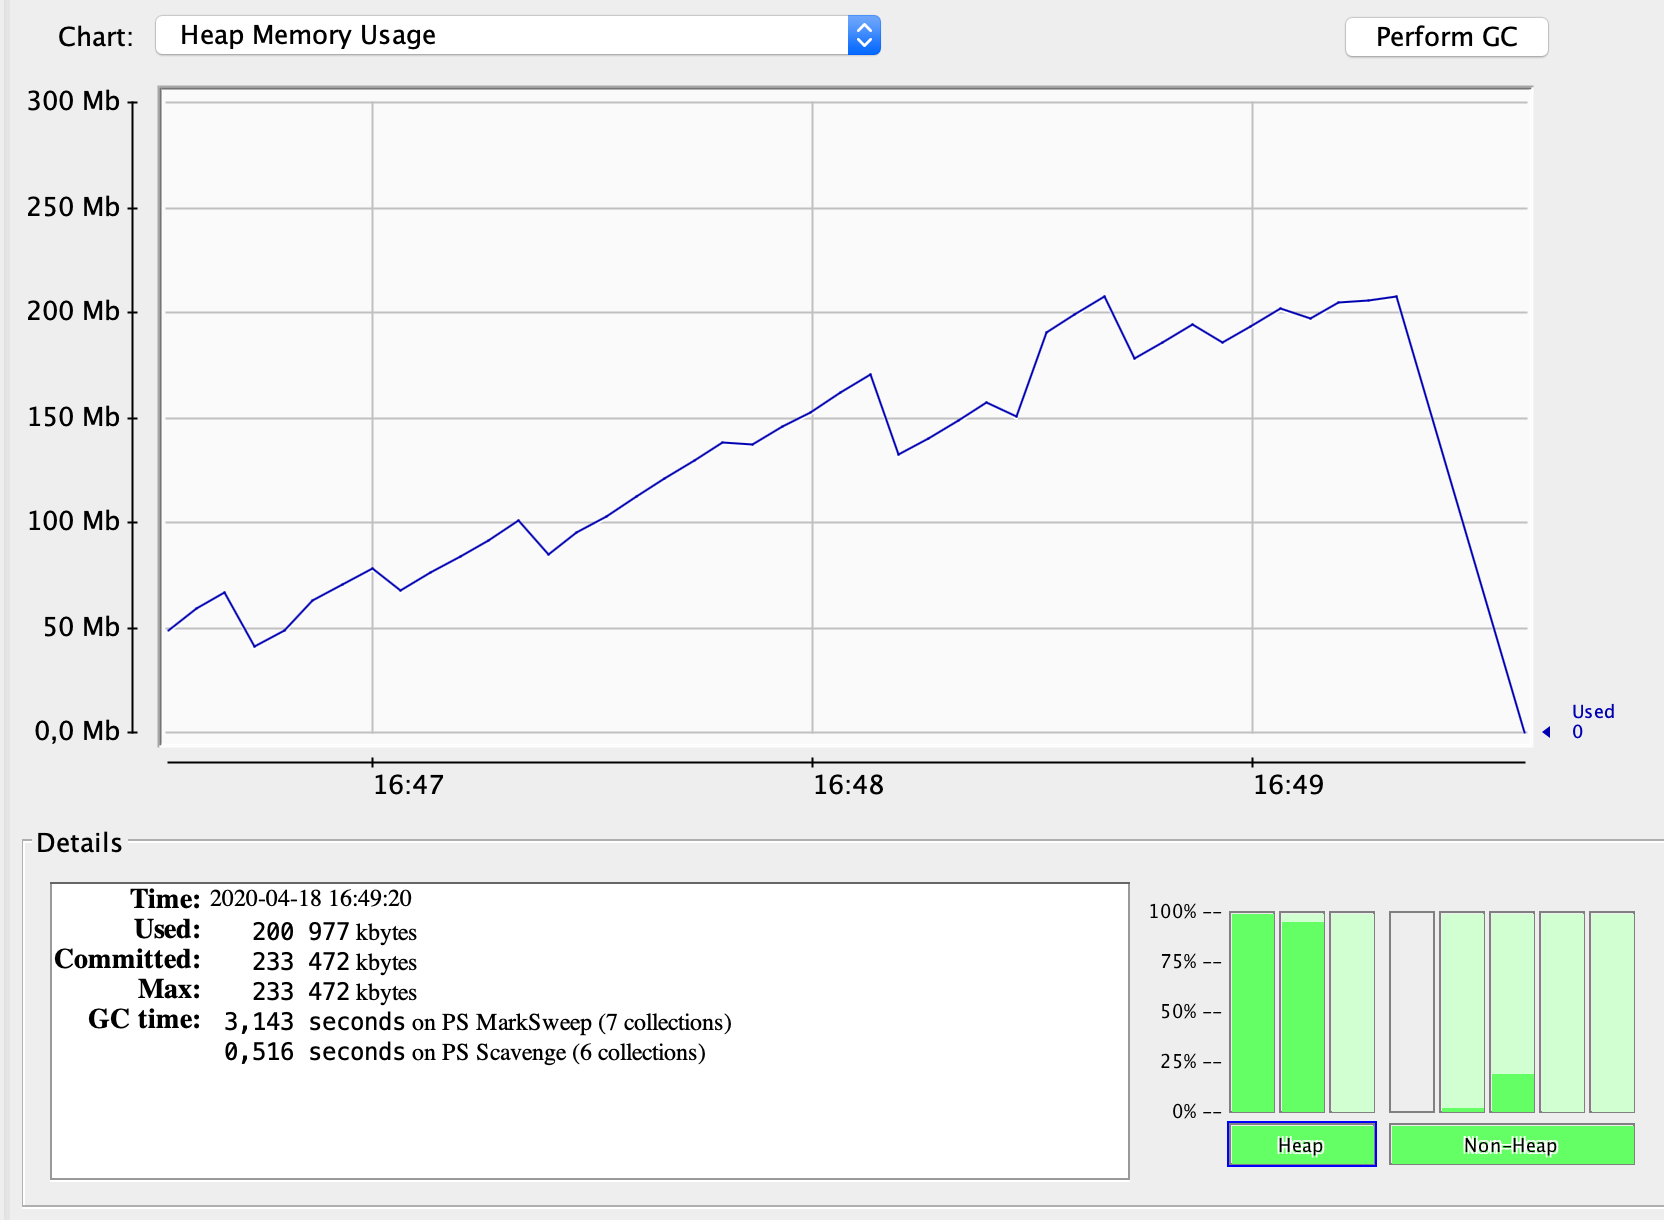 Chart: Heap Memory Usage Perform GC
300 Mb
250 Mb
200 Mb
150 Mb
100 Mb
50 Mb
0,0 Mb
Used
0
16:47 16:48 16:49
Details
Time: 2020-04-18 16:49:20
Used: 200 977 kbytes
Committed: 233 472 kbytes
Max: 233 472 kbytes
GC time: 3,143 seconds on PS MarkSweep (7 collections)
0,516 seconds on PS Scavenge (6 collections)
100% --
75% --
50% --
25% --
0% --
Heap Non-Heap